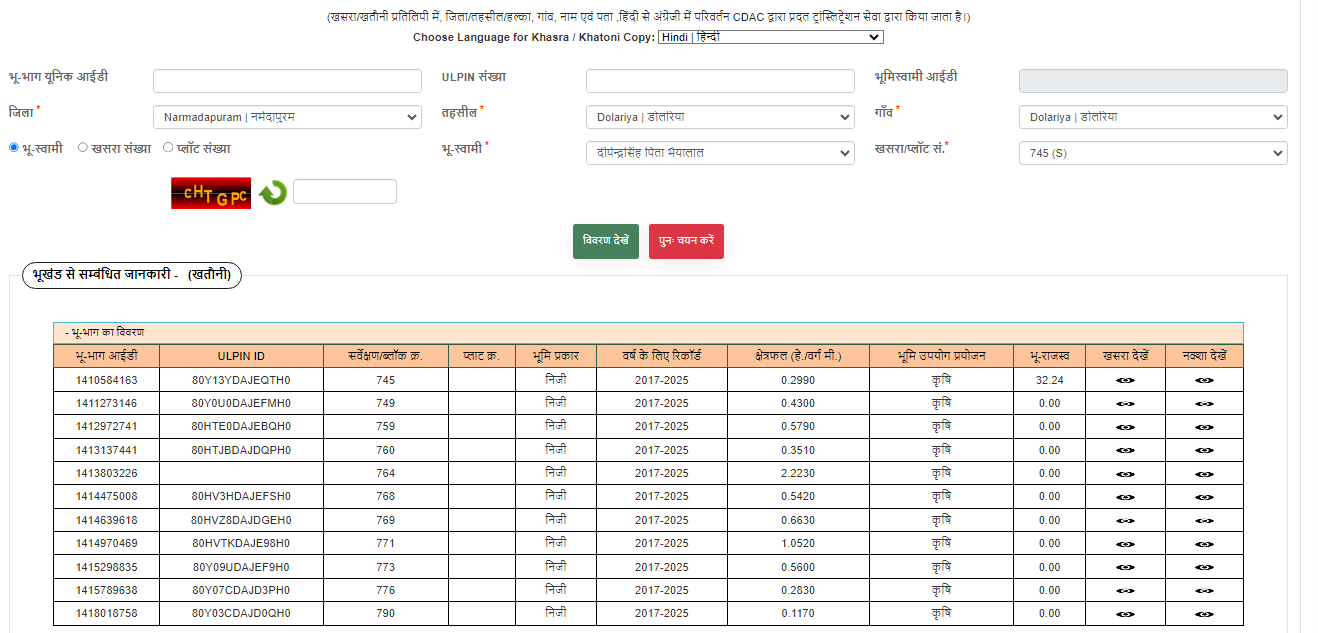 (खसरा/खतौनी प्रतिलिपी में, जिला/तहसील/हल्का, गांव, नाम एवं पता ,हिंदी से अंग्रेजी में परिवर्तन CDAC द्वारा प्रदत ट्रांस्लिट्रेशन सेवा द्वारा किया जाता है।)
Choose Language for Khasra / Khatoni Copy: Hindi | हिन्दी
भू-भाग यूनिक आईडी ULPIN संख्या भूमिस्वामी आईडी
जिला * Narmadapuram | नर्मदापुरम तहसील * Dolariya | डोलरिया गाँव * Dolariya | डोलरिया
भू-स्वामी खसरा संख्या प्लॉट संख्या भू-स्वामी * दीपेन्द्रसिंह पिता भैयालाल खसरा/प्लॉट सं.* 745 (S)
CHTGPC
विवरण देखें पुनः चयन करें
भूखंड से सम्बंधित जानकारी - (खतौनी)
- भू-भाग का विवरण
भू-भाग आईडी ULPIN ID सर्वेक्षण/ब्लॉक क्र. प्लाट क्र. भूमि प्रकार वर्ष के लिए रिकॉर्ड क्षेत्रफल (हे./वर्ग मी.) भूमि उपयोग प्रयोजन भू-राजस्व खसरा देखें नक्शा देखें
1410584163 80Y13YDAJEQTH0 745 निजी 2017-2025 0.2990 कृषि 32.24
1411273146 80Y0U0DAJEFMH0 749 निजी 2017-2025 0.4300 कृषि 0.00
1412972741 80HTE0DAJEBQH0 759 निजी 2017-2025 0.5790 कृषि 0.00
1413137441 80HTJBDAJDQPH0 760 निजी 2017-2025 0.3510 कृषि 0.00
1413803226 764 निजी 2017-2025 2.2230 कृषि 0.00
1414475008 80HV3HDAJEFSH0 768 निजी 2017-2025 0.5420 कृषि 0.00
1414639618 80HVZ8DAJDGEH0 769 निजी 2017-2025 0.6630 कृषि 0.00
1414970469 80HVTKDAJE98H0 771 निजी 2017-2025 1.0520 कृषि 0.00
1415298835 80Y09UDAJEF9H0 773 निजी 2017-2025 0.5600 कृषि 0.00
1415789638 80Y07CDAJD3PH0 776 निजी 2017-2025 0.2830 कृषि 0.00
1418018758 80Y03CDAJD0QH0 790 निजी 2017-2025 0.1170 कृषि 0.00